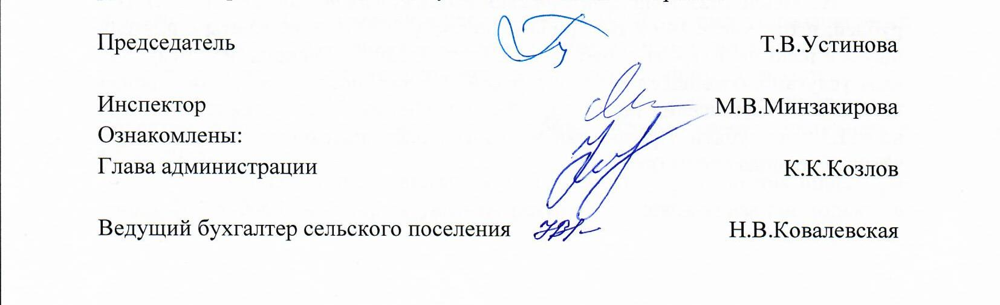 Председатель Т.В.Устинова
Инспектор М.В.Минзакирова
Ознакомлены:
Глава администрации К.К.Козлов
Ведущий бухгалтер сельского поселения Н.В.Ковалевская